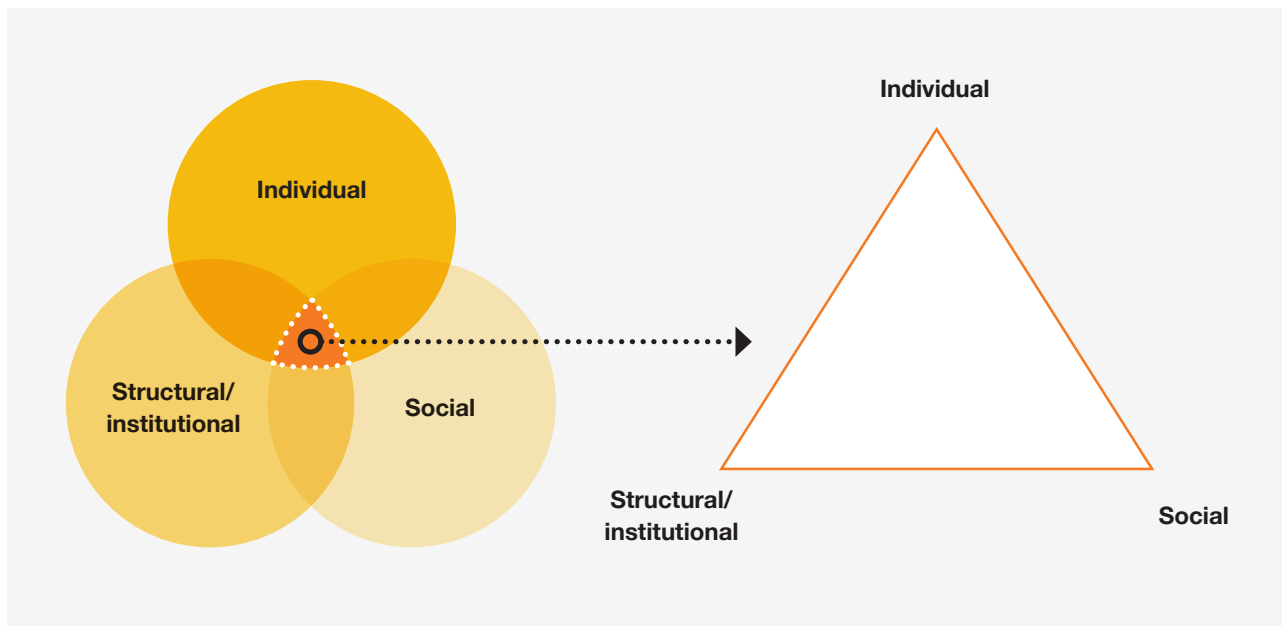 Individual
Structural/
institutional
Social
Individual
Structural/
institutional
Social